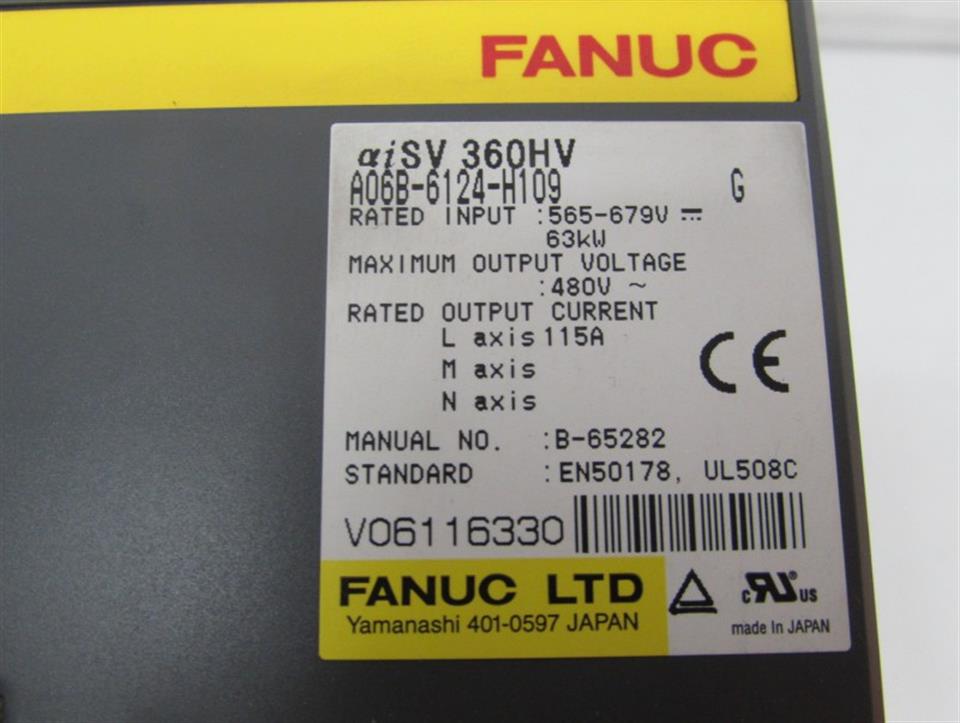 FANUC
αiSV 360HV
A06B-6124-H109 G
RATED INPUT :565-679V ⎓
63kW
MAXIMUM OUTPUT VOLTAGE
:480V ~
RATED OUTPUT CURRENT
L axis 115A
M axis
N axis
CE
MANUAL NO. :B-65282
STANDARD :EN50178, UL508C
V06116330
FANUC LTD
Yamanashi 401-0597 JAPAN
c RU ® US
made In JAPAN